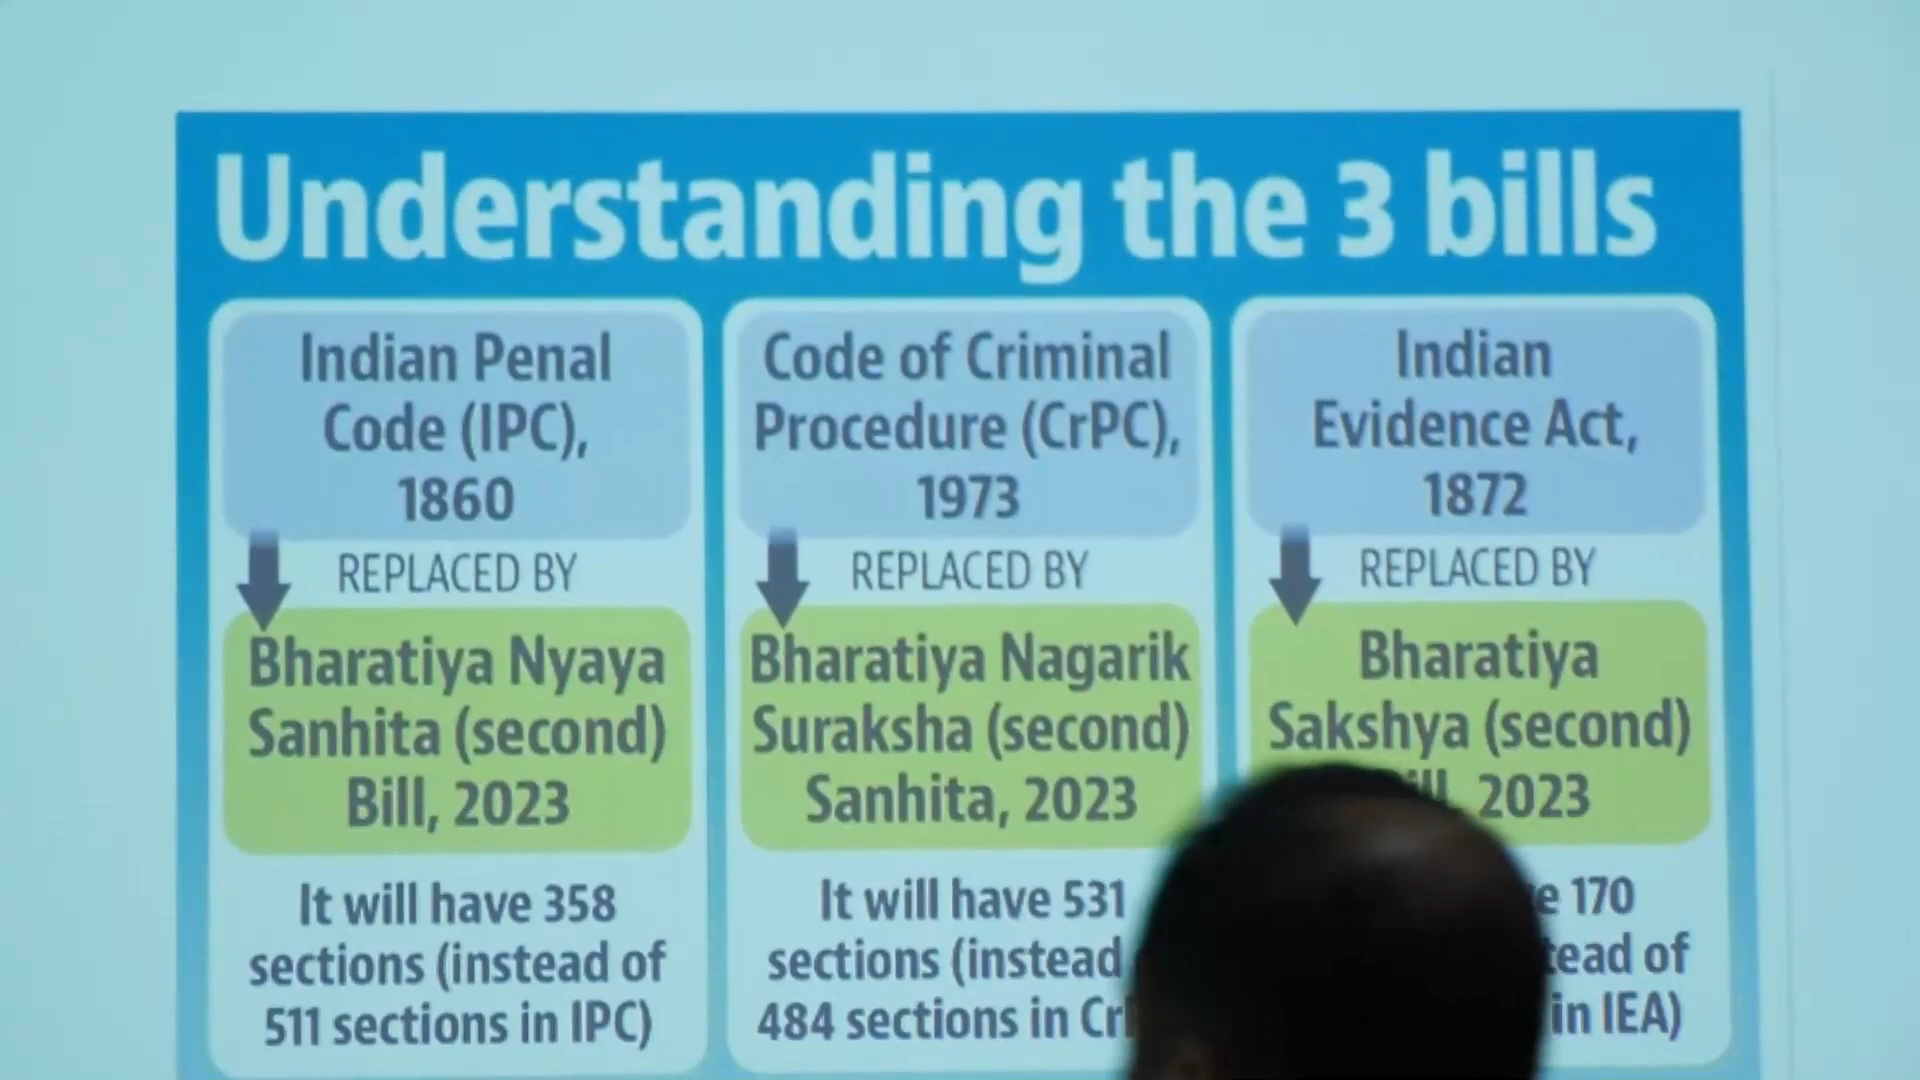 Understanding the 3 bills
Indian Penal
Code (IPC),
1860
REPLACED BY
Bharatiya Nyaya
Sanhita (second)
Bill, 2023
It will have 358
sections (instead of
511 sections in IPC)
Code of Criminal
Procedure (CrPC),
1973
REPLACED BY
Bharatiya Nagarik
Suraksha (second)
Sanhita, 2023
It will have 531
sections (instead
484 sections in
Indian
Evidence Act,
1872
REPLACED BY
Bharatiya
Sakshya (second)
2023
170
of
in IEA)